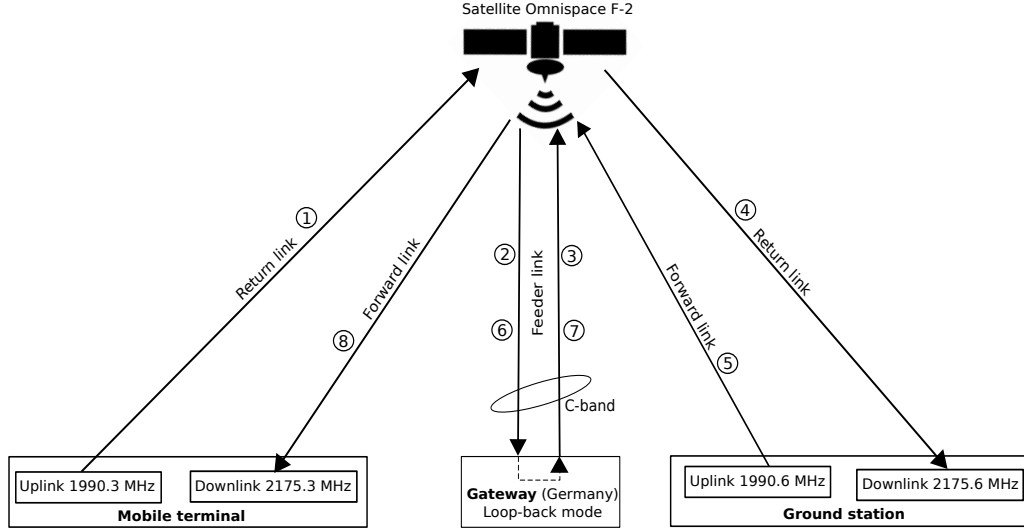 Satellite Omnispace F-2
①
Return link
⑧
Forward link
②
③
Feeder link
⑥
⑦
C-band
④
Return link
Forward link
⑤
Uplink 1990.3 MHz
Downlink 2175.3 MHz
Mobile terminal
Gateway (Germany)
Loop-back mode
Uplink 1990.6 MHz
Downlink 2175.6 MHz
Ground station